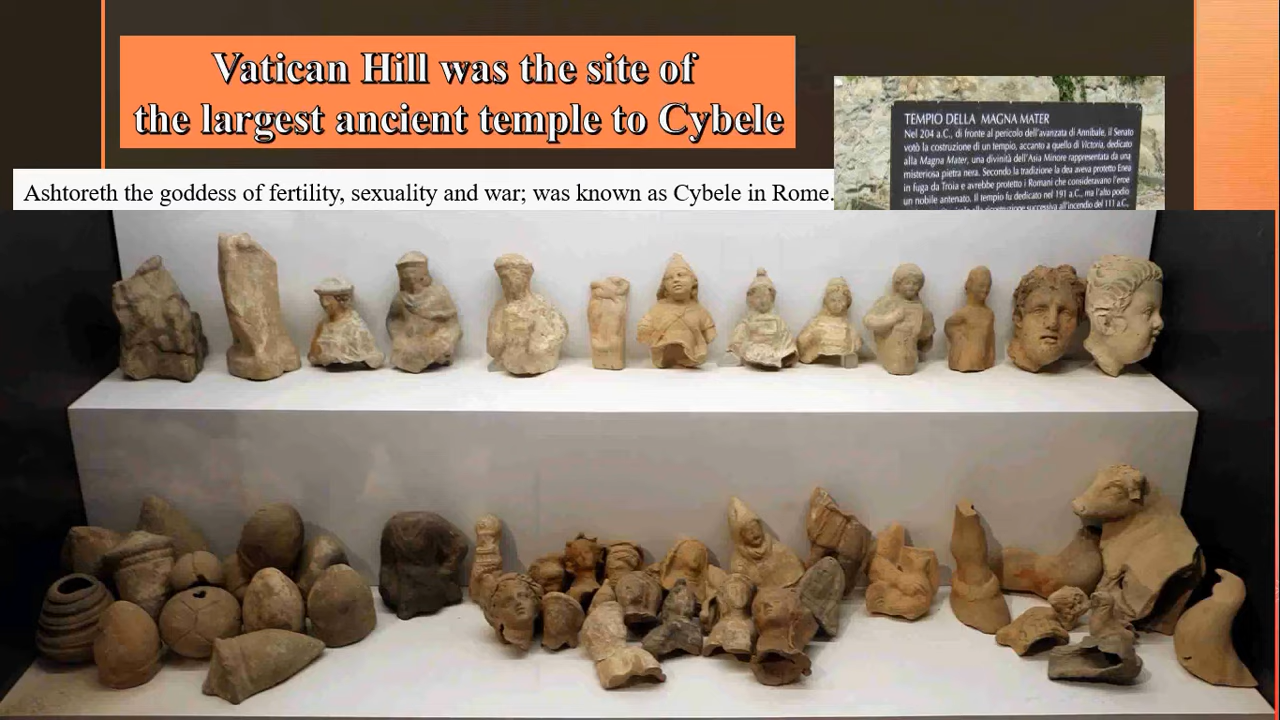 Vatican Hill was the site of
the largest ancient temple to Cybele
Ashtoreth the goddess of fertility, sexuality and war; was known as Cybele in Rome.
TEMPIO DELLA MAGNA MATER
Nel 204 a.C., di fronte al pericolo dell'avanzata di Annibale, il Senato
votò la costruzione di un tempio, accanto a quello di Victoria, dedicato
alla Magna Mater, una divinità dell'Asia Minore rappresentata da una
misteriosa pietra nera. Secondo la tradizione la dea aveva protetto Enea
in fuga da Troia e avrebbe protetto i Romani che consideravano l'eroe
un nobile antenato. Il tempio fu dedicato nel 191 a.C., ma l'alto podio
successiva all'incendio del 111 a.C.,